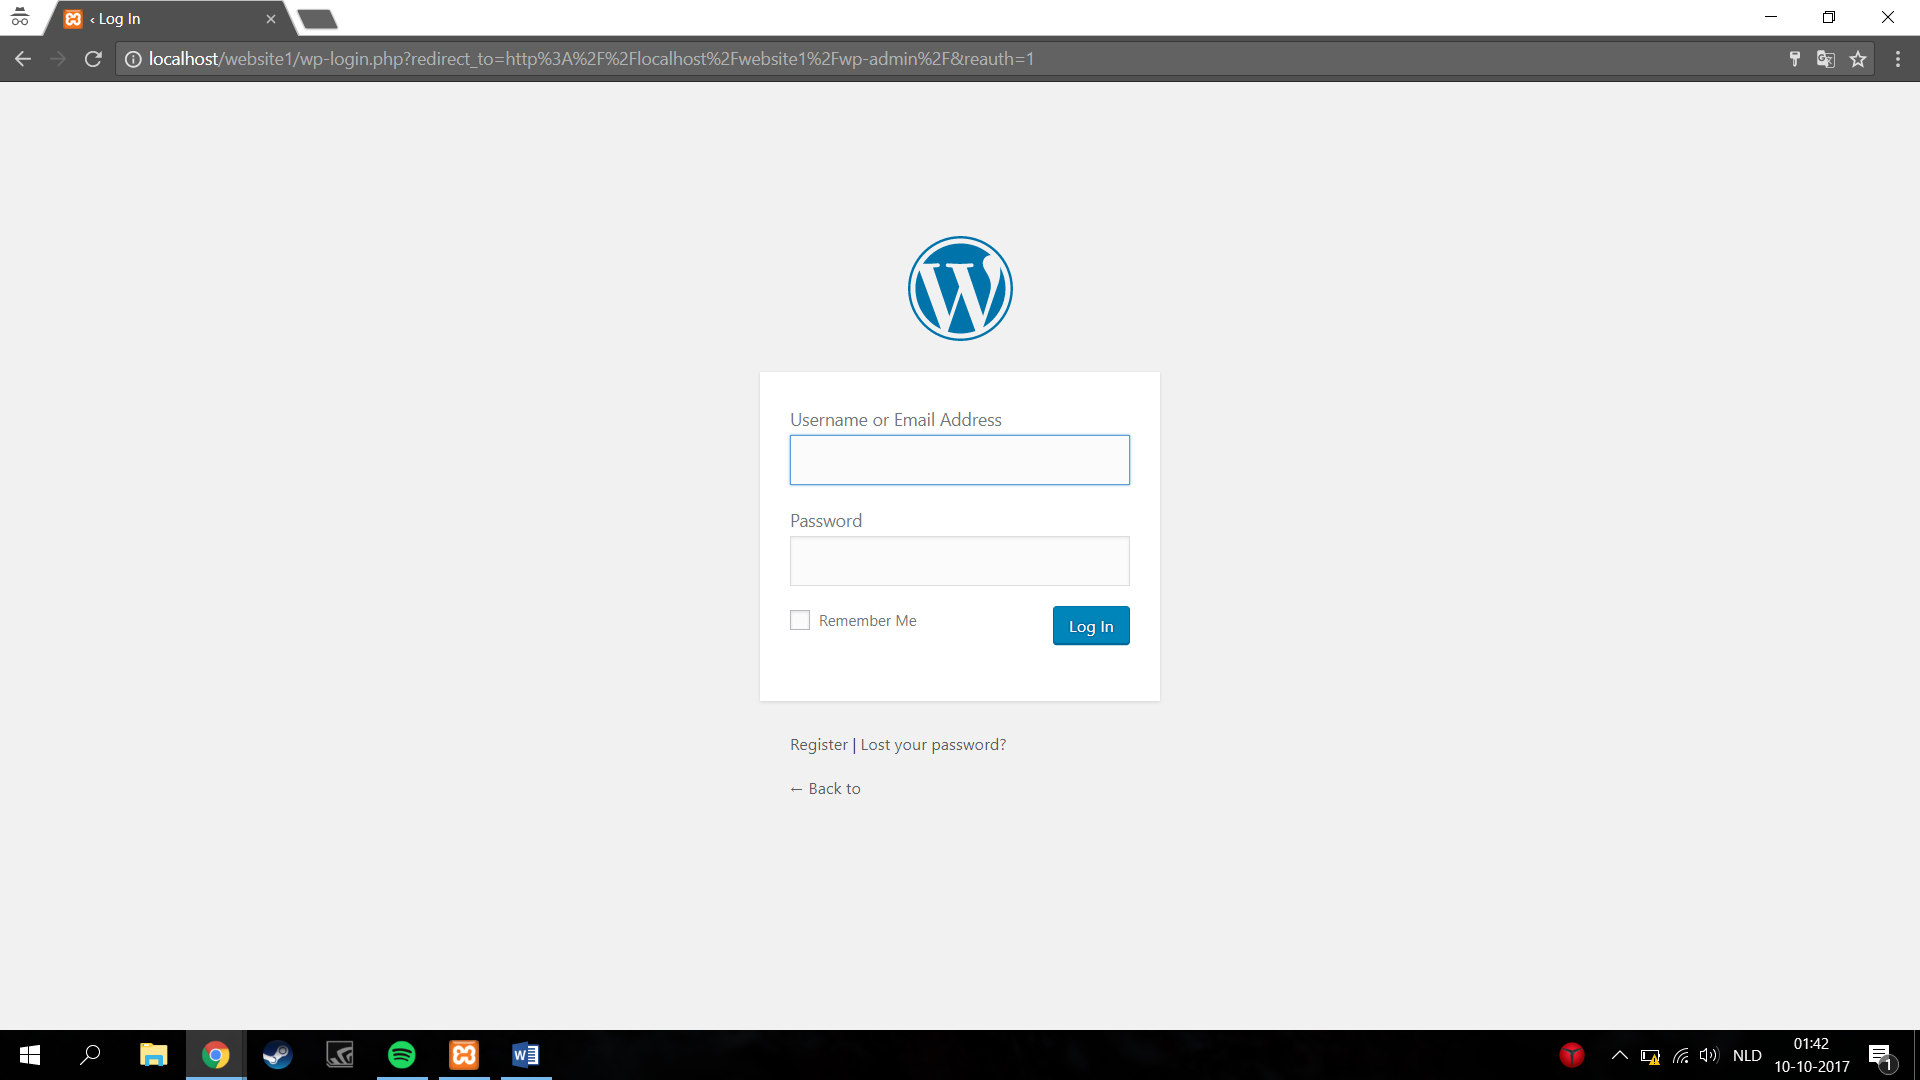 ‹ Log In
localhost/website1/wp-login.php?redirect_to=http%3A%2F%2Flocalhost%2Fwebsite1%2Fwp-admin%2F&reauth=1
Username or Email Address
Password
Remember Me
Log In
Register | Lost your password?
← Back to
NLD
01:42
10-10-2017
1